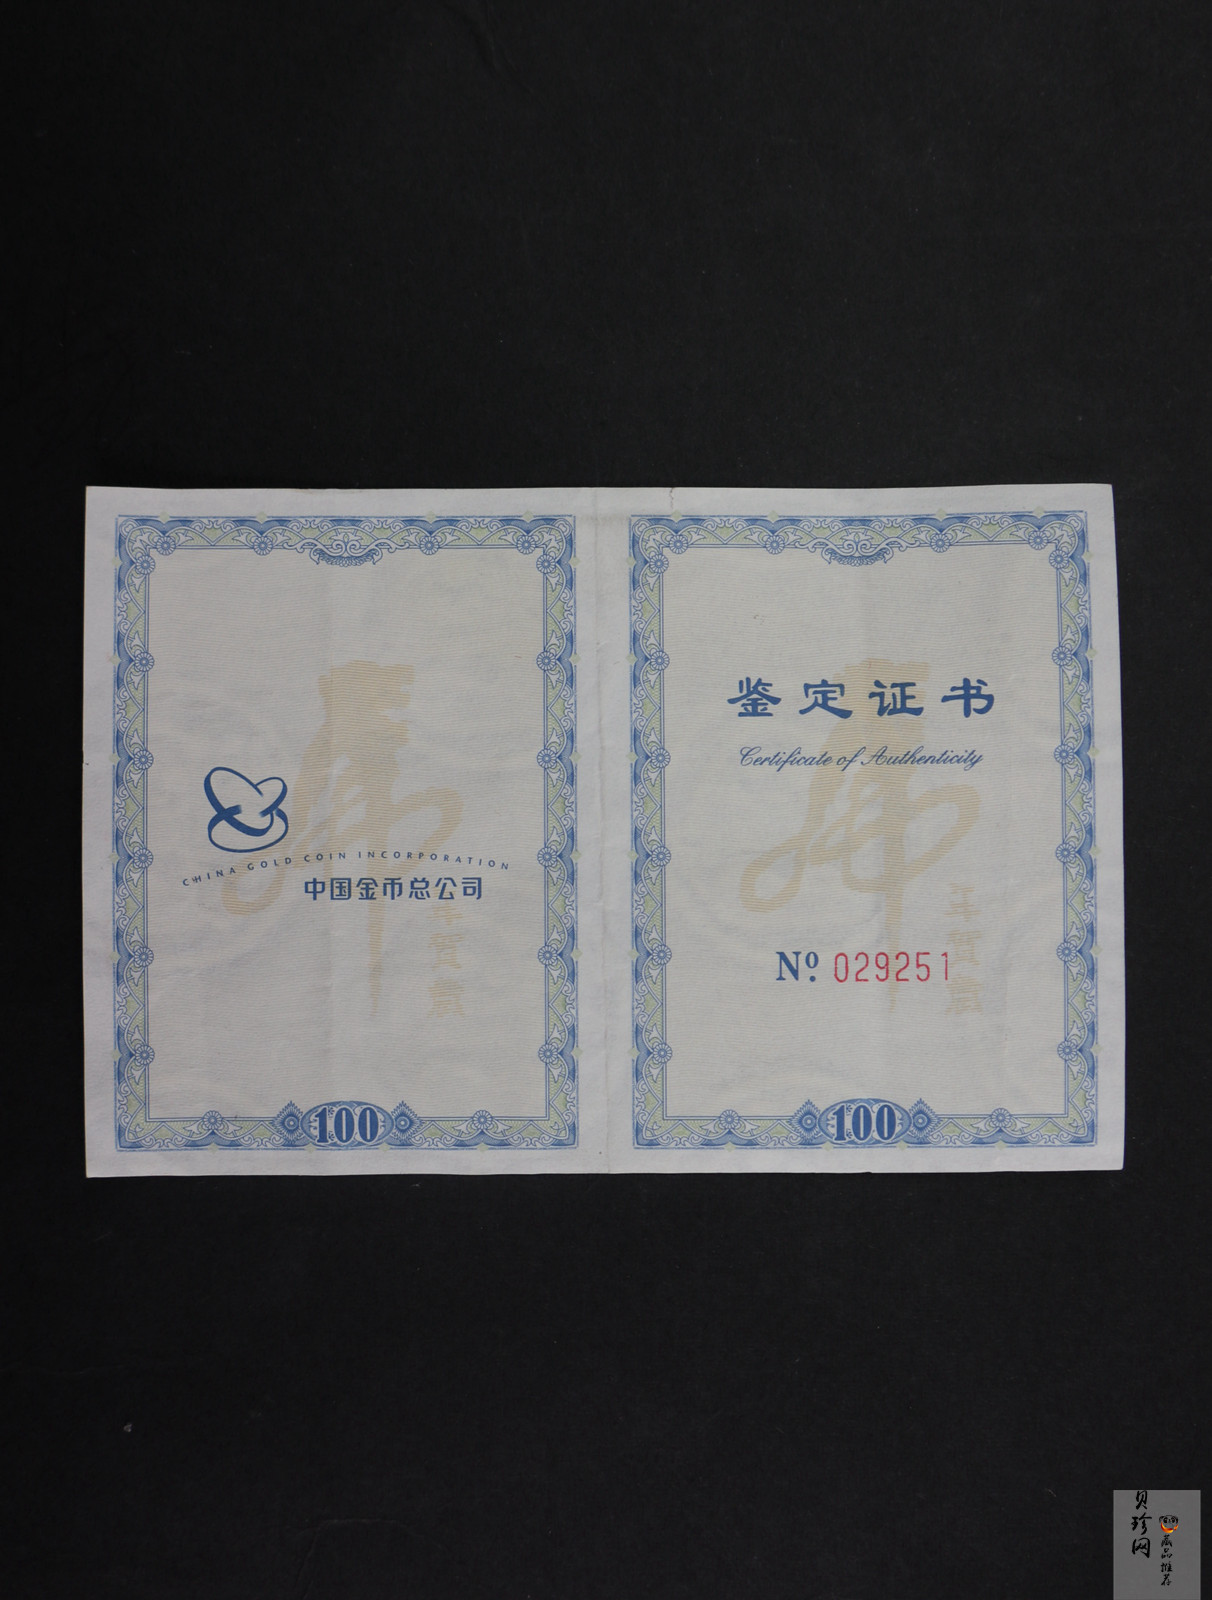 CHINA GOLD COIN INCORPORATION
中国金币总公司
100
鉴定证书
Certificate of Authenticity
虎
Nº 029251
100
贝珍网
藏品推荐